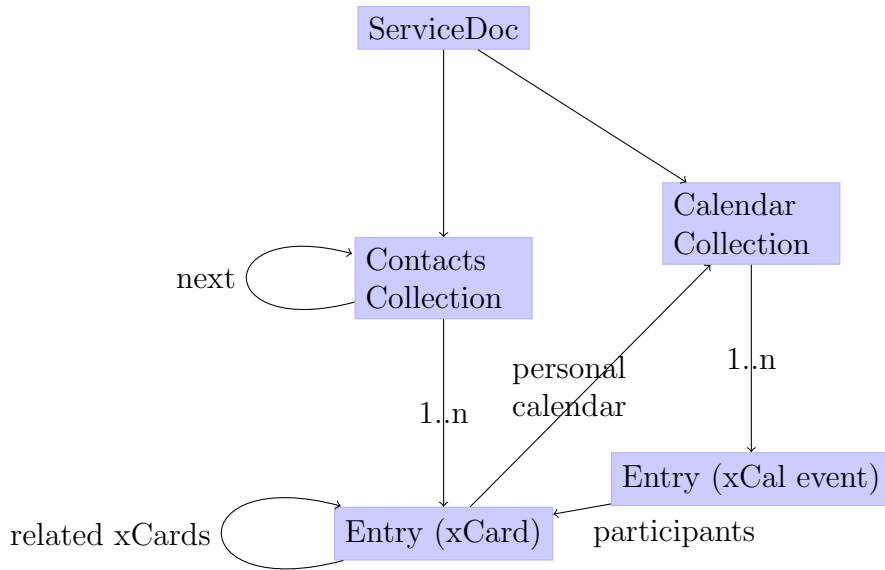 ServiceDoc
Calendar
Collection
Contacts
Collection
next
personal
calendar
1..n
1..n
Entry (xCal event)
related xCards
Entry (xCard)
participants